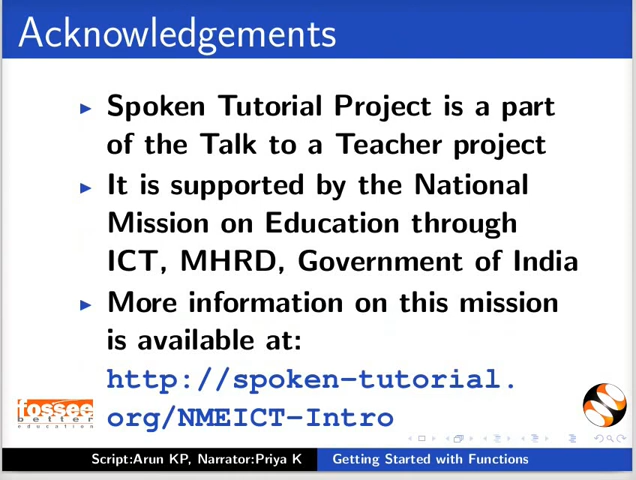 Acknowledgements
Spoken Tutorial Project is a part
of the Talk to a Teacher project
It is supported by the National
Mission on Education through
ICT, MHRD, Government of India
More information on this mission
is available at:
http://spoken-tutorial.
org/NMEICT-Intro
fossee
better
education
Script:Arun KP, Narrator:Priya K
Getting Started with Functions